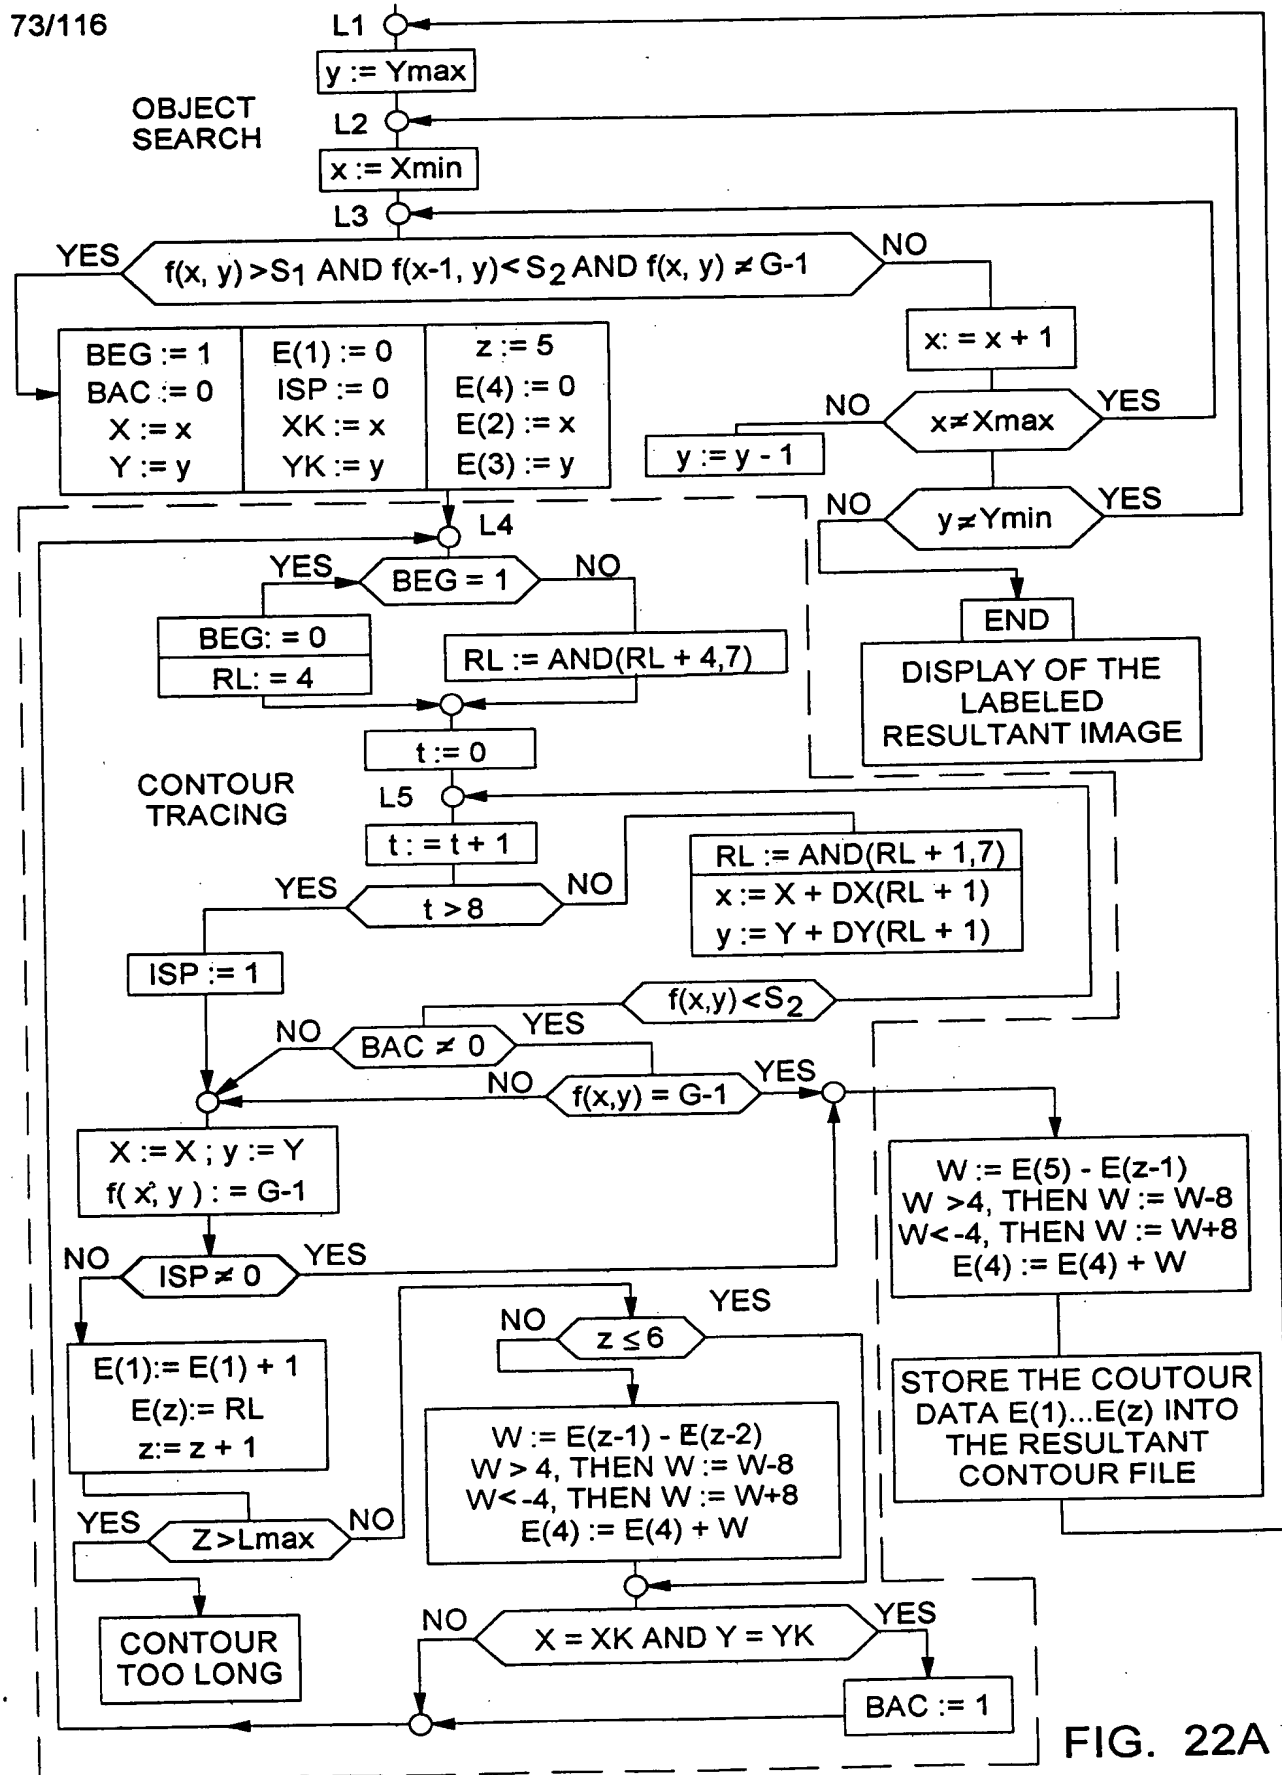 73/116
L1
y := Ymax
OBJECT
SEARCH
L2
x := Xmin
L3
YES
f(x, y) >S1 AND f(x-1, y)<S2 AND f(x, y) ≠ G-1
NO
BEG := 1
BAC := 0
X := x
Y := y
E(1) := 0
ISP := 0
XK := x
YK := y
z := 5
E(4) := 0
E(2) := x
E(3) := y
x: = x + 1
NO
x≠Xmax
YES
y := y - 1
NO
y≠Ymin
YES
END
DISPLAY OF THE
LABELED
RESULTANT IMAGE
L4
YES
BEG = 1
NO
BEG: = 0
RL: = 4
RL := AND(RL + 4,7)
t := 0
CONTOUR
TRACING
L5
t : = t + 1
YES
t >8
NO
RL := AND(RL + 1,7)
x := X + DX(RL + 1)
y := Y + DY(RL + 1)
ISP := 1
f(x,y) <S2
NO
BAC ≠ 0
YES
NO
f(x,y) = G-1
YES
X := X ; y := Y
f( x, y ) : = G-1
NO
ISP ≠ 0
YES
W := E(5) - E(z-1)
W >4, THEN W := W-8
W<-4, THEN W := W+8
E(4) := E(4) + W
E(1):= E(1) + 1
E(z):= RL
z:= z + 1
NO
z ≤ 6
YES
W := E(z-1) - E(z-2)
W > 4, THEN W := W-8
W<-4, THEN W := W+8
E(4) := E(4) + W
STORE THE COUTOUR
DATA E(1)...E(z) INTO
THE RESULTANT
CONTOUR FILE
YES
Z >Lmax
NO
CONTOUR
TOO LONG
NO
X = XK AND Y = YK
YES
BAC := 1
FIG. 22A